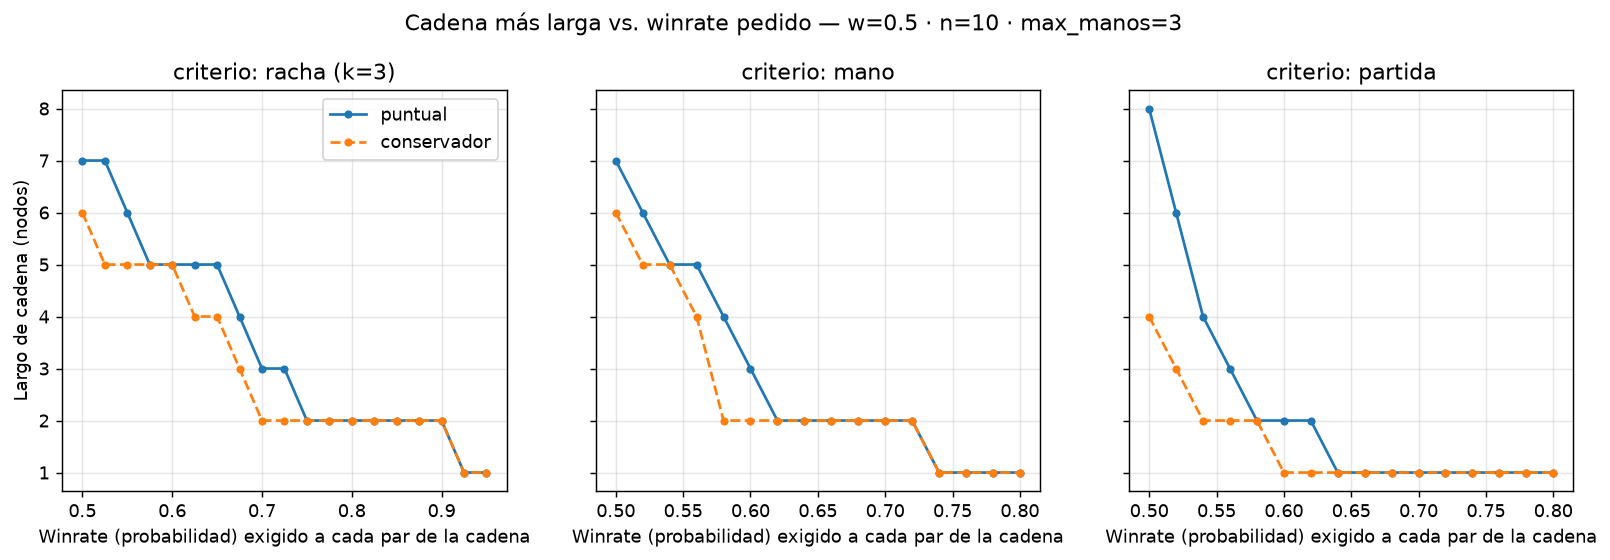 Cadena más larga vs. winrate pedido — w=0.5 · n=10 · max_manos=3
criterio: racha (k=3)
criterio: mano
criterio: partida
puntual
conservador
Largo de cadena (nodos)
8
7
6
5
4
3
2
1
0.5 0.6 0.7 0.8 0.9
0.50 0.55 0.60 0.65 0.70 0.75 0.80
0.50 0.55 0.60 0.65 0.70 0.75 0.80
Winrate (probabilidad) exigido a cada par de la cadena
Winrate (probabilidad) exigido a cada par de la cadena
Winrate (probabilidad) exigido a cada par de la cadena